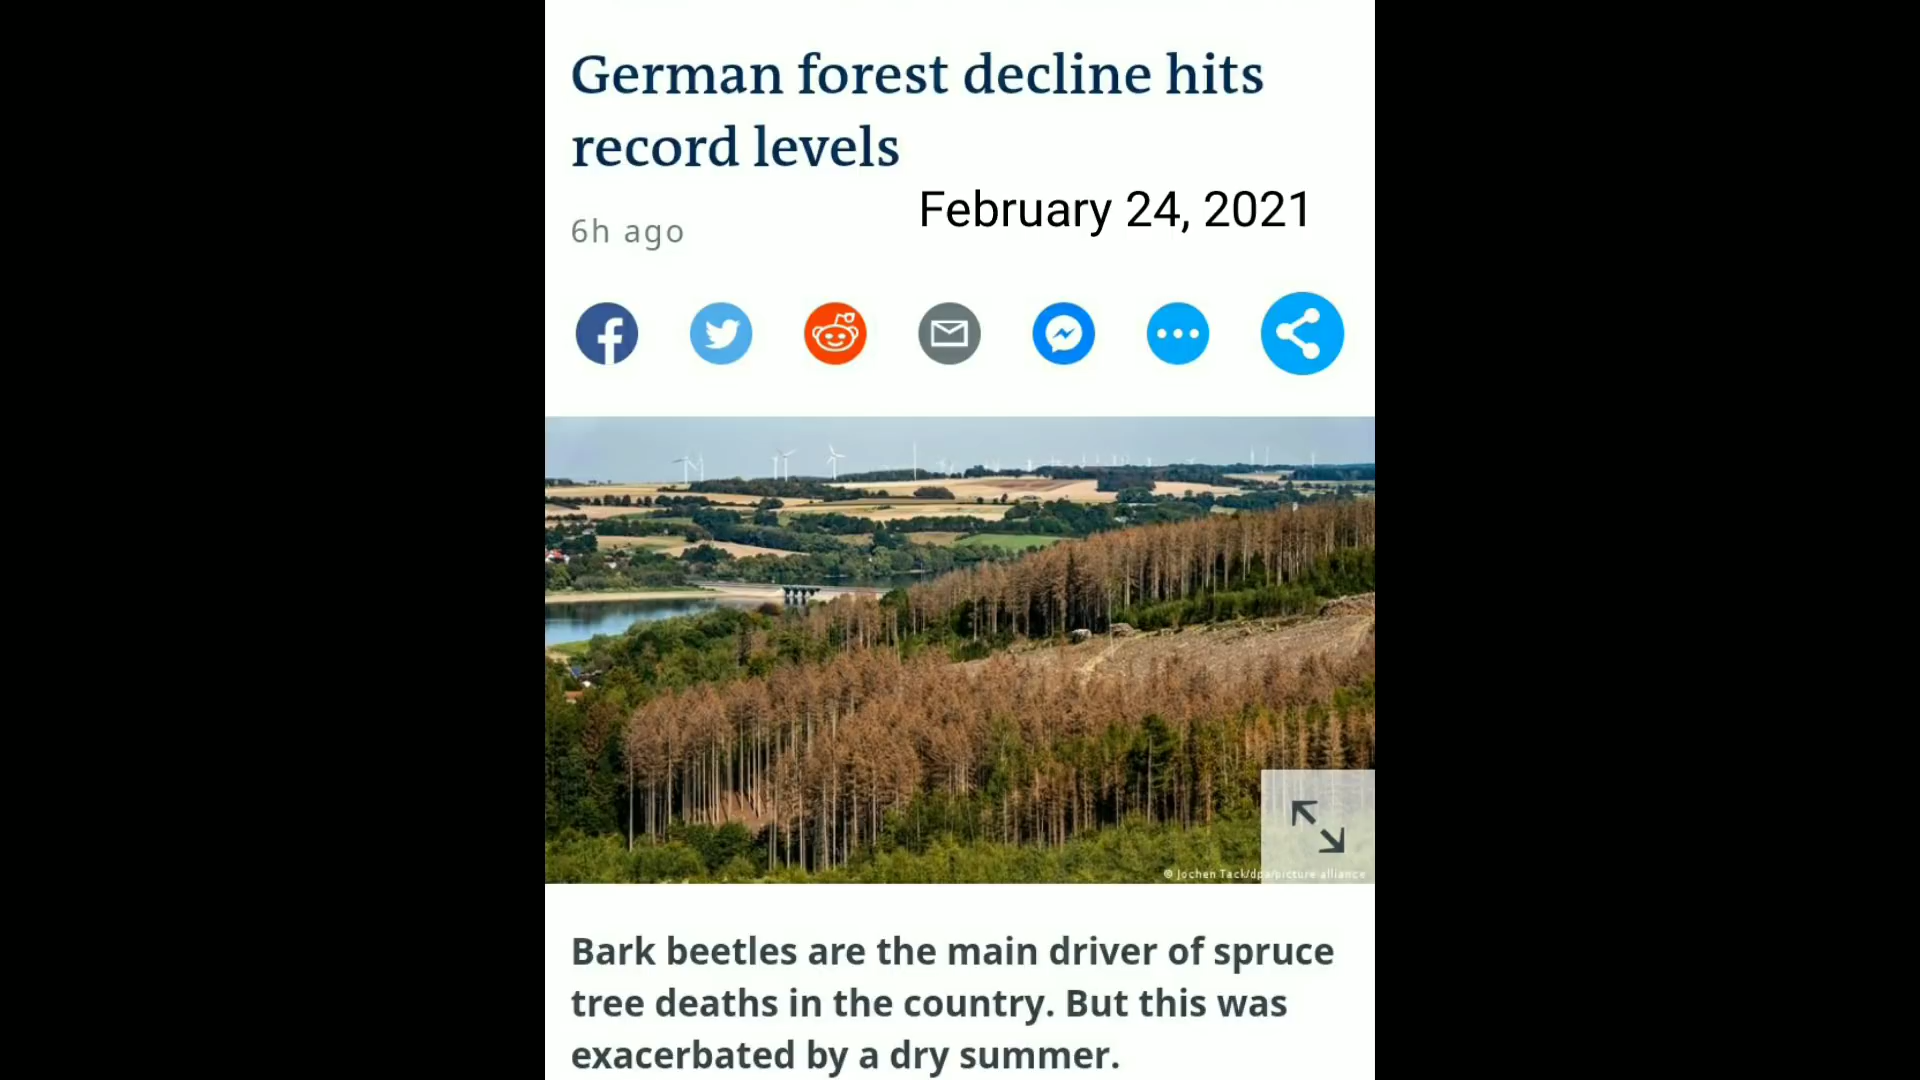 German forest decline hits
record levels
February 24, 2021
6h ago
© Jochen Tack/dpa/picture alliance
Bark beetles are the main driver of spruce
tree deaths in the country. But this was
exacerbated by a dry summer.